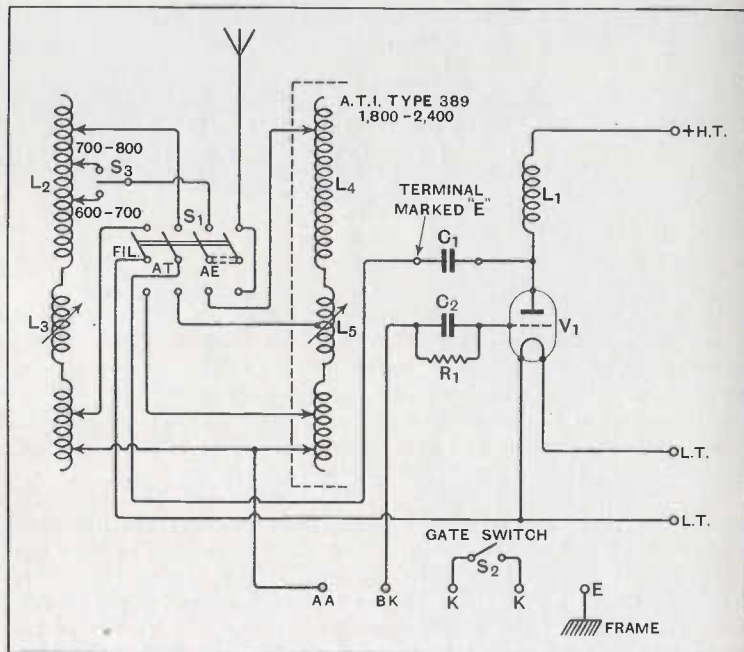 A.T.I. TYPE 389
1,800-2,400
+H.T.
700-800
S3
L2
600-700
S1
L4
TERMINAL
MARKED "E"
L1
C1
FIL.
AT
AE
L3
L5
C2
V1
R1
L.T.
L.T.
GATE SWITCH
S2
AA
BK
K
K
E
FRAME